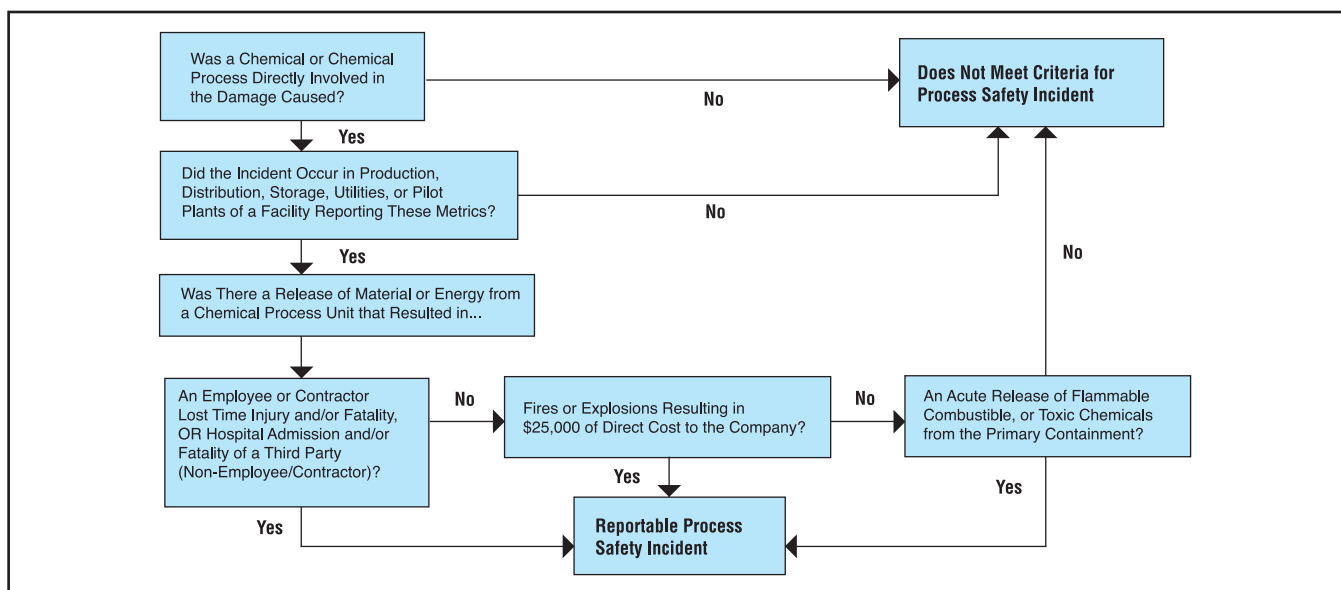 Was a Chemical or Chemical
Process Directly Involved in
the Damage Caused?
No
Does Not Meet Criteria for
Process Safety Incident
Yes
Did the Incident Occur in Production,
Distribution, Storage, Utilities, or Pilot
Plants of a Facility Reporting These Metrics?
No
Yes
No
Was There a Release of Material or Energy from
a Chemical Process Unit that Resulted in...
An Employee or Contractor
Lost Time Injury and/or Fatality,
OR Hospital Admission and/or
Fatality of a Third Party
(Non-Employee/Contractor)?
No
Fires or Explosions Resulting in
$25,000 of Direct Cost to the Company?
No
An Acute Release of Flammable
Combustible, or Toxic Chemicals
from the Primary Containment?
Yes
Yes
Yes
Reportable Process
Safety Incident